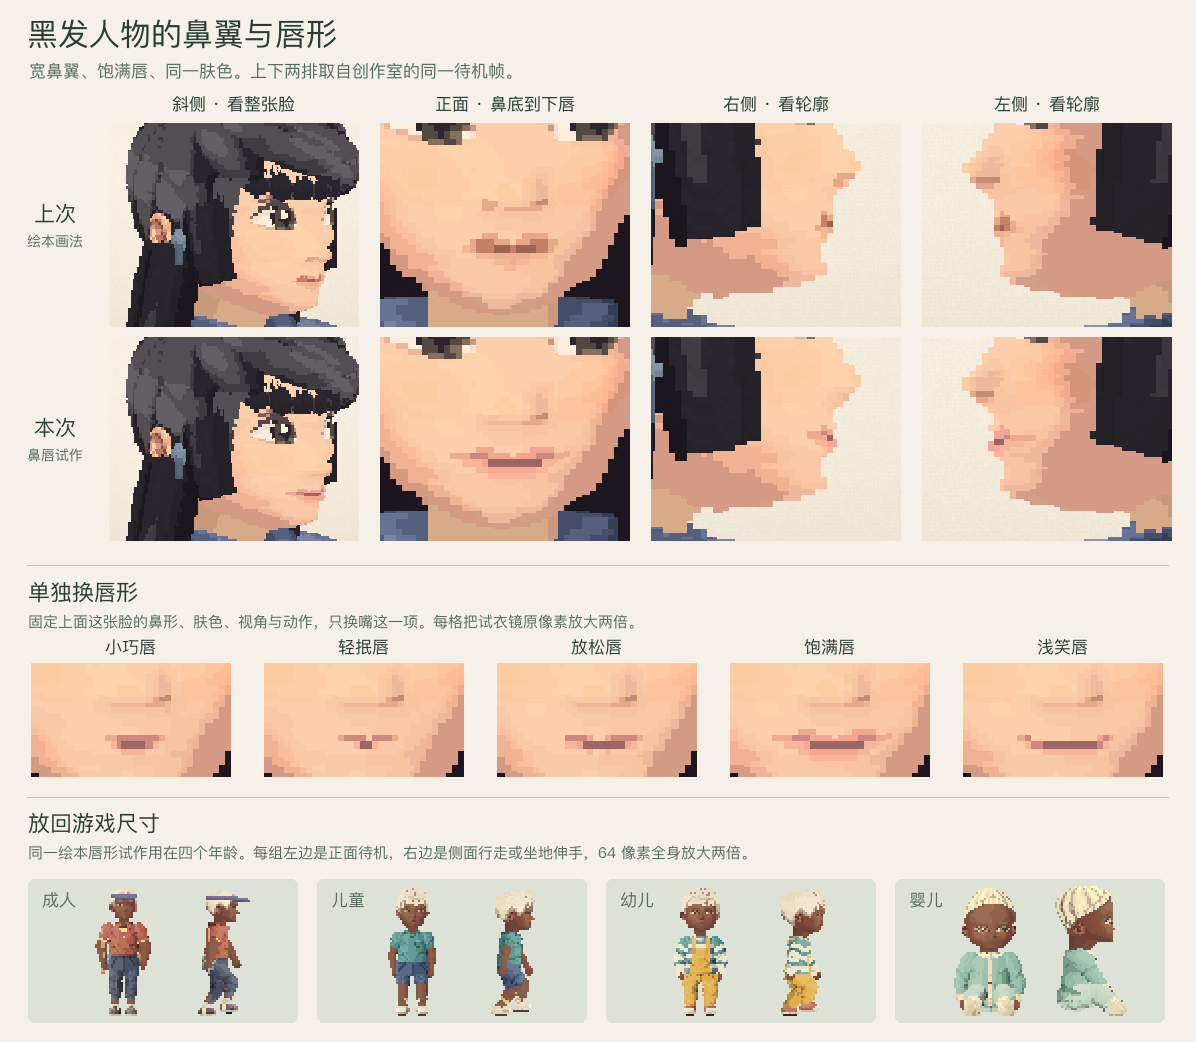 黑发人物的鼻翼与唇形
宽鼻翼、饱满唇、同一肤色。上下两排取自创作室的同一待机帧。
斜侧 · 看整张脸
正面 · 鼻底到下唇
右侧 · 看轮廓
左侧 · 看轮廓
上次
绘本画法
本次
鼻唇试作
单独换唇形
固定上面这张脸的鼻形、肤色、视角与动作，只换嘴这一项。每格把试衣镜原像素放大两倍。
小巧唇
轻抿唇
放松唇
饱满唇
浅笑唇
放回游戏尺寸
同一绘本唇形试作用在四个年龄。每组左边是正面待机，右边是侧面行走或坐地伸手，64 像素全身放大两倍。
成人
儿童
幼儿
婴儿